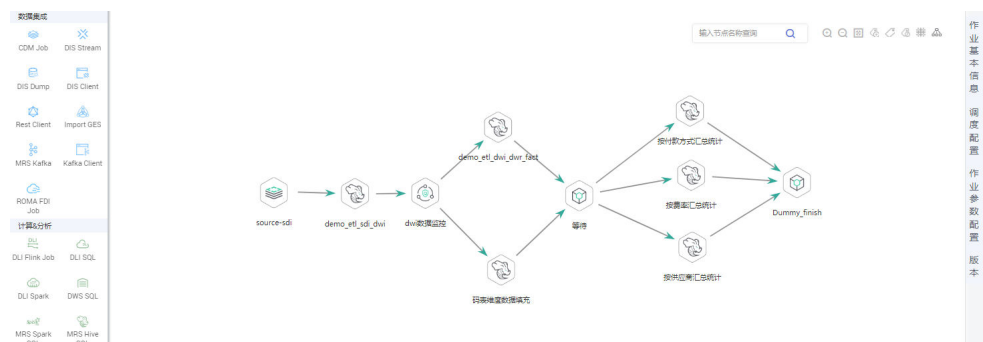 数据集成
CDM Job
DIS Stream
DIS Dump
DIS Client
Rest Client
Import GES
MRS Kafka
Kafka Client
ROMA FDI
Job
计算&分析
DLI Flink Job
DLI SQL
DLI Spark
DWS SQL
MRS Spark
MRS Hive
输入节点名称查询
source-sdi
demo_etl_sdi_dwi
dwi数据监控
demo_etl_dwi_dwr_fast
码表维度数据填充
等待
按付款方式汇总统计
按费率汇总统计
按供应商汇总统计
Dummy_finish
作业基本信息
调度配置
作业参数配置
版本